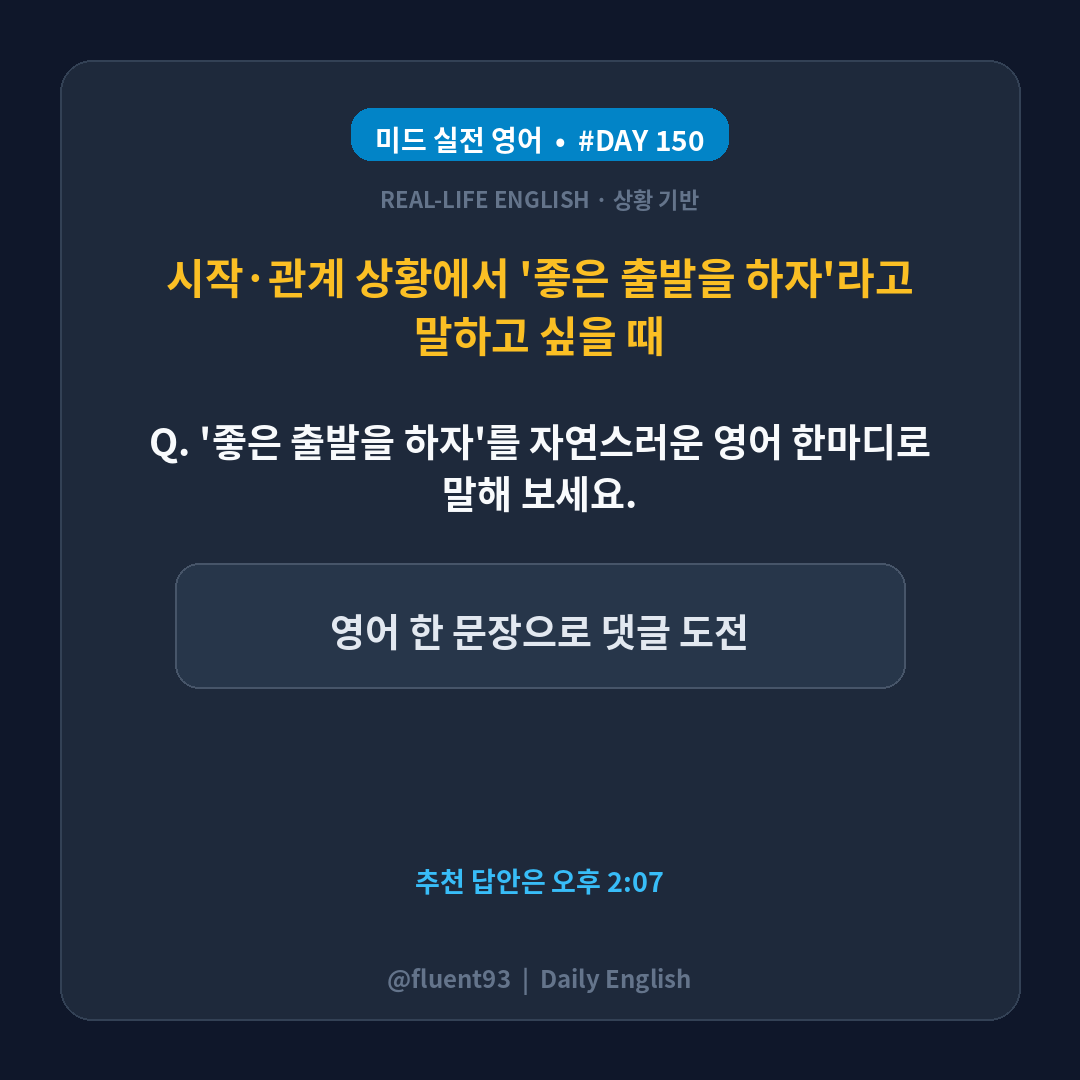 미드 실전 영어 • #DAY 150
REAL-LIFE ENGLISH · 상황 기반
시작·관계 상황에서 '좋은 출발을 하자'라고
말하고 싶을 때
Q. '좋은 출발을 하자'를 자연스러운 영어 한마디로
말해 보세요.
영어 한 문장으로 댓글 도전
추천 답안은 오후 2:07
@fluent93 | Daily English